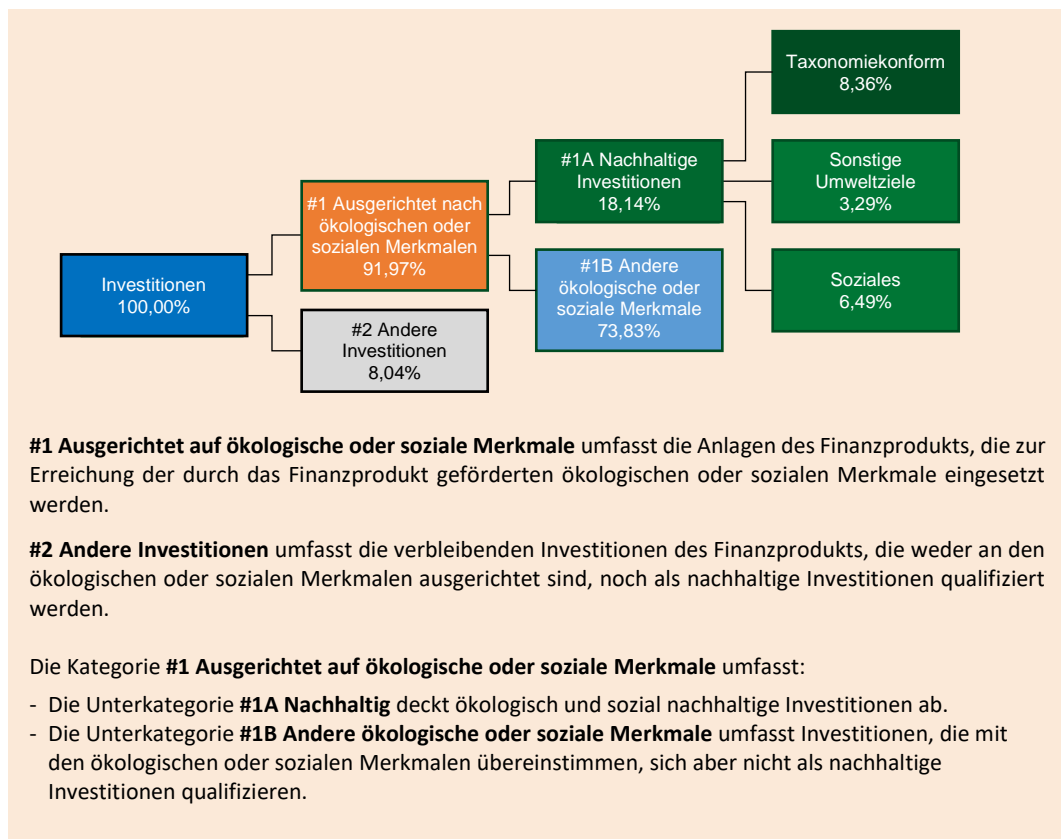 Taxonomiekonform
8,36%
#1A Nachhaltige
Investitionen
18,14%
Sonstige
Umweltziele
3,29%
#1 Ausgerichtet nach
ökologischen oder
sozialen Merkmalen
91,97%
#1B Andere
ökologische oder
soziale Merkmale
73,83%
Soziales
6,49%
Investitionen
100,00%
#2 Andere
Investitionen
8,04%
#1 Ausgerichtet auf ökologische oder soziale Merkmale umfasst die Anlagen des Finanzprodukts, die zur
Erreichung der durch das Finanzprodukt geförderten ökologischen oder sozialen Merkmale eingesetzt
werden.
#2 Andere Investitionen umfasst die verbleibenden Investitionen des Finanzprodukts, die weder an den
ökologischen oder sozialen Merkmalen ausgerichtet sind, noch als nachhaltige Investitionen qualifiziert
werden.
Die Kategorie #1 Ausgerichtet auf ökologische oder soziale Merkmale umfasst:
- Die Unterkategorie #1A Nachhaltig deckt ökologisch und sozial nachhaltige Investitionen ab.
- Die Unterkategorie #1B Andere ökologische oder soziale Merkmale umfasst Investitionen, die mit
den ökologischen oder sozialen Merkmalen übereinstimmen, sich aber nicht als nachhaltige
Investitionen qualifizieren.